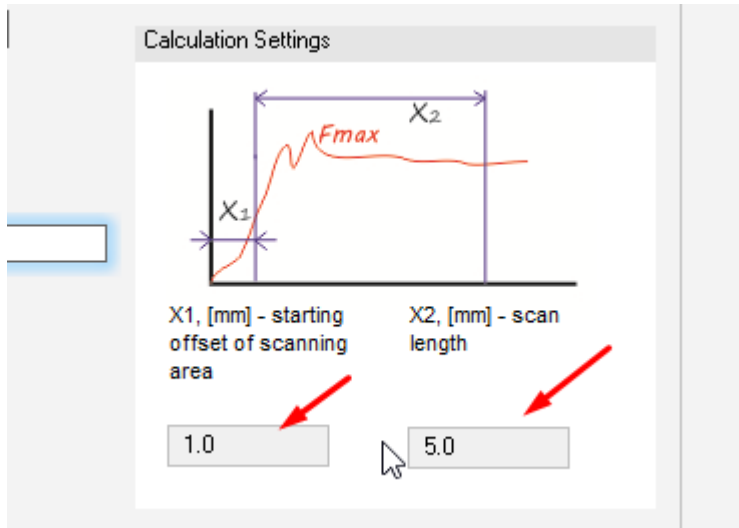 Calculation Settings
X2
Fmax
X1
X1, [mm] - starting
offset of scanning
area
X2, [mm] - scan
length
1.0
5.0